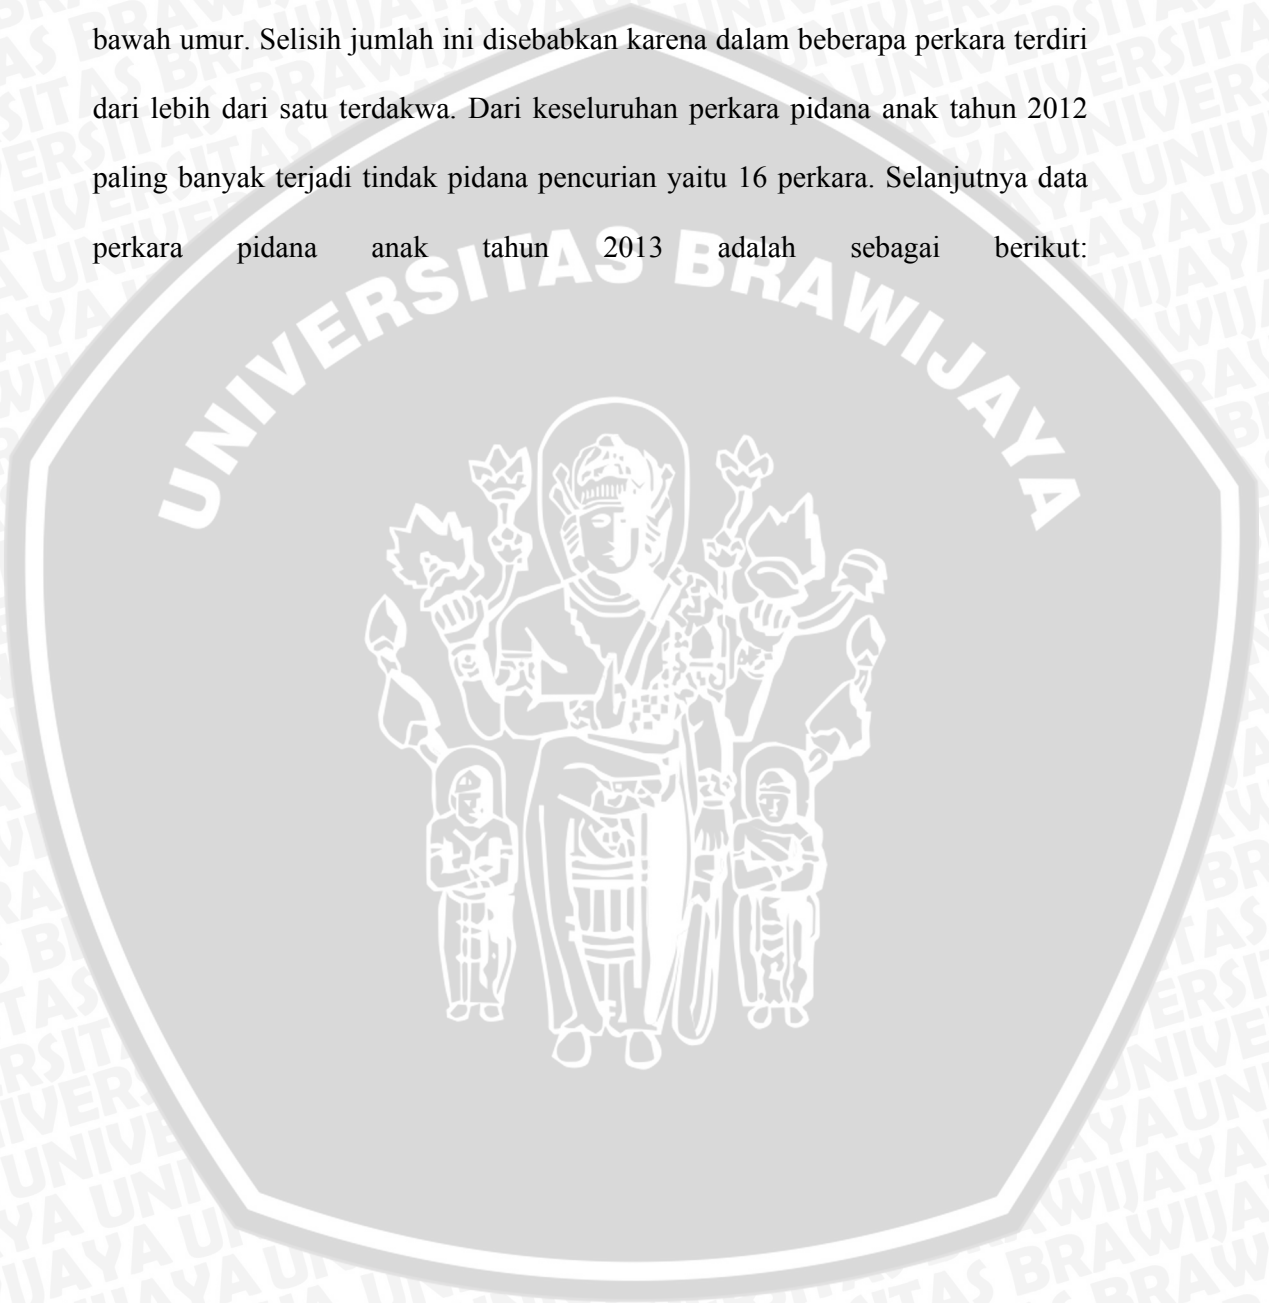 bawah umur. Selisih jumlah ini disebabkan karena dalam beberapa perkara terdiri
dari lebih dari satu terdakwa. Dari keseluruhan perkara pidana anak tahun 2012
paling banyak terjadi tindak pidana pencurian yaitu 16 perkara. Selanjutnya data
perkara pidana anak tahun 2013 adalah sebagai berikut:
UNIVERSITAS BRAWIJAYA